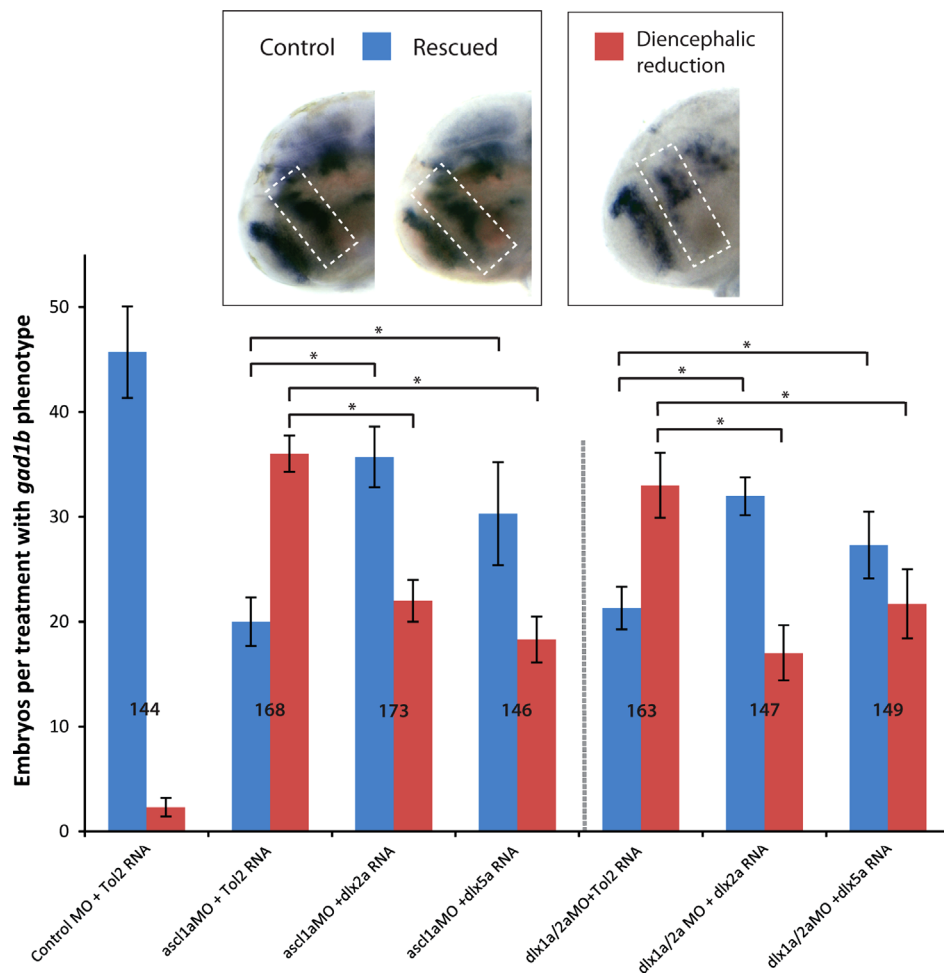 Control Rescued
Diencephalic
reduction
Embryos per treatment with gad1b phenotype
50
40
30
20
10
0
*
*
*
*
*
*
*
*
144
168
173
146
163
147
149
Control MO + Tol2 RNA
ascl1aMO + Tol2 RNA
ascl1aMO +dlx2a RNA
ascl1aMO +dlx5a RNA
dlx1a/2aMO+Tol2 RNA
dlx1a/2a MO + dlx2a RNA
dlx1a/2aMO +dlx5a RNA